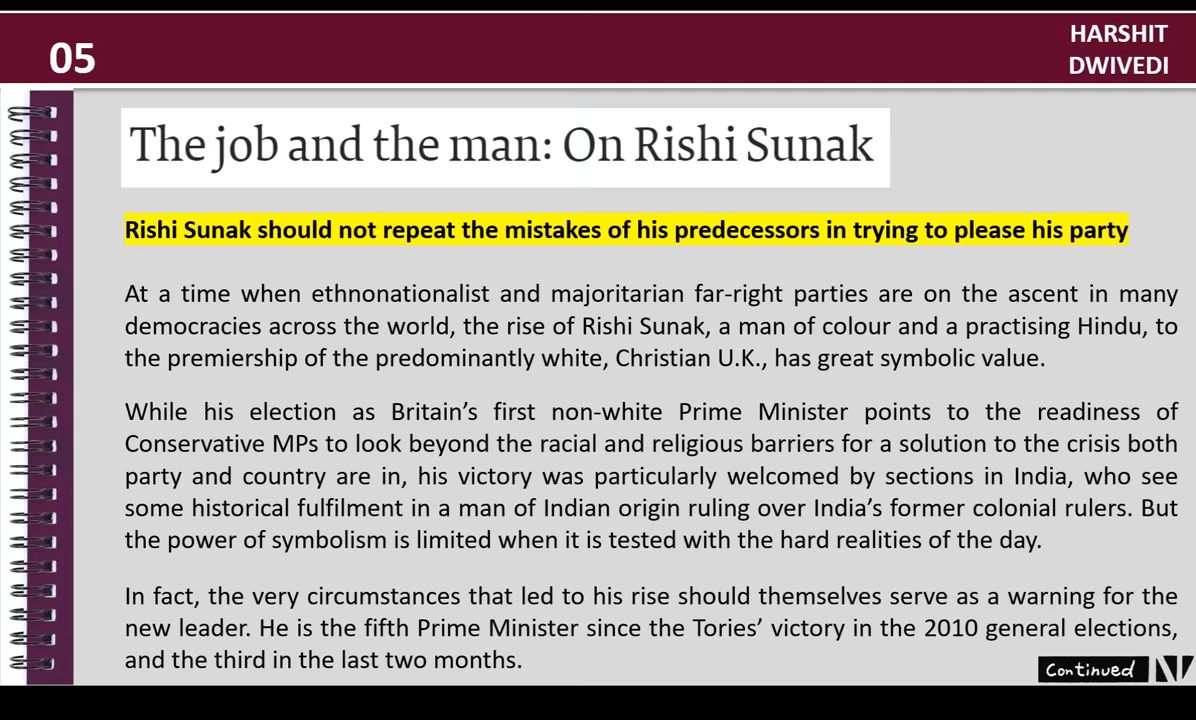 05
HARSHIT
DWIVEDI
The job and the man: On Rishi Sunak
Rishi Sunak should not repeat the mistakes of his predecessors in trying to please his party
At a time when ethnonationalist and majoritarian far-right parties are on the ascent in many
democracies across the world, the rise of Rishi Sunak, a man of colour and a practising Hindu, to
the premiership of the predominantly white, Christian U.K., has great symbolic value.
While his election as Britain’s first non-white Prime Minister points to the readiness of
Conservative MPs to look beyond the racial and religious barriers for a solution to the crisis both
party and country are in, his victory was particularly welcomed by sections in India, who see
some historical fulfilment in a man of Indian origin ruling over India’s former colonial rulers. But
the power of symbolism is limited when it is tested with the hard realities of the day.
In fact, the very circumstances that led to his rise should themselves serve as a warning for the
new leader. He is the fifth Prime Minister since the Tories’ victory in the 2010 general elections,
and the third in the last two months.
Continued